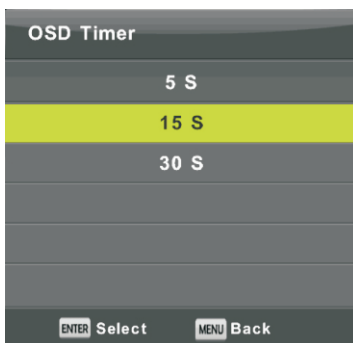 OSD Timer
5 S
15 S
30 S
ENTER Select MENU Back